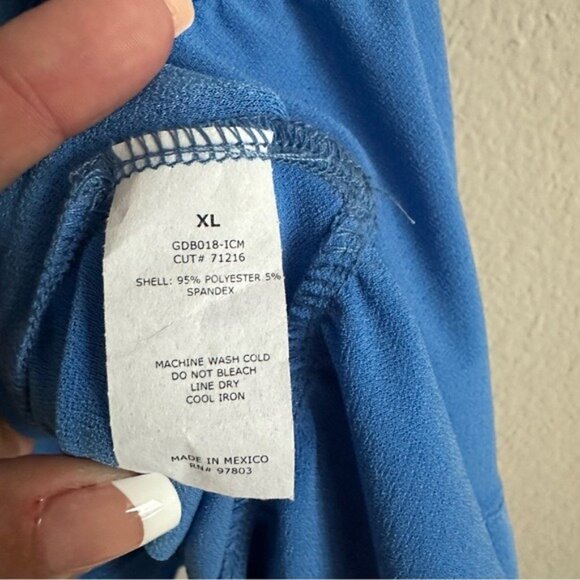 XL
GDB018-ICM
CUT# 71216
SHELL: 95% POLYESTER 5%
SPANDEX
MACHINE WASH COLD
DO NOT BLEACH
LINE DRY
COOL IRON
MADE IN MEXICO
RN# 97803